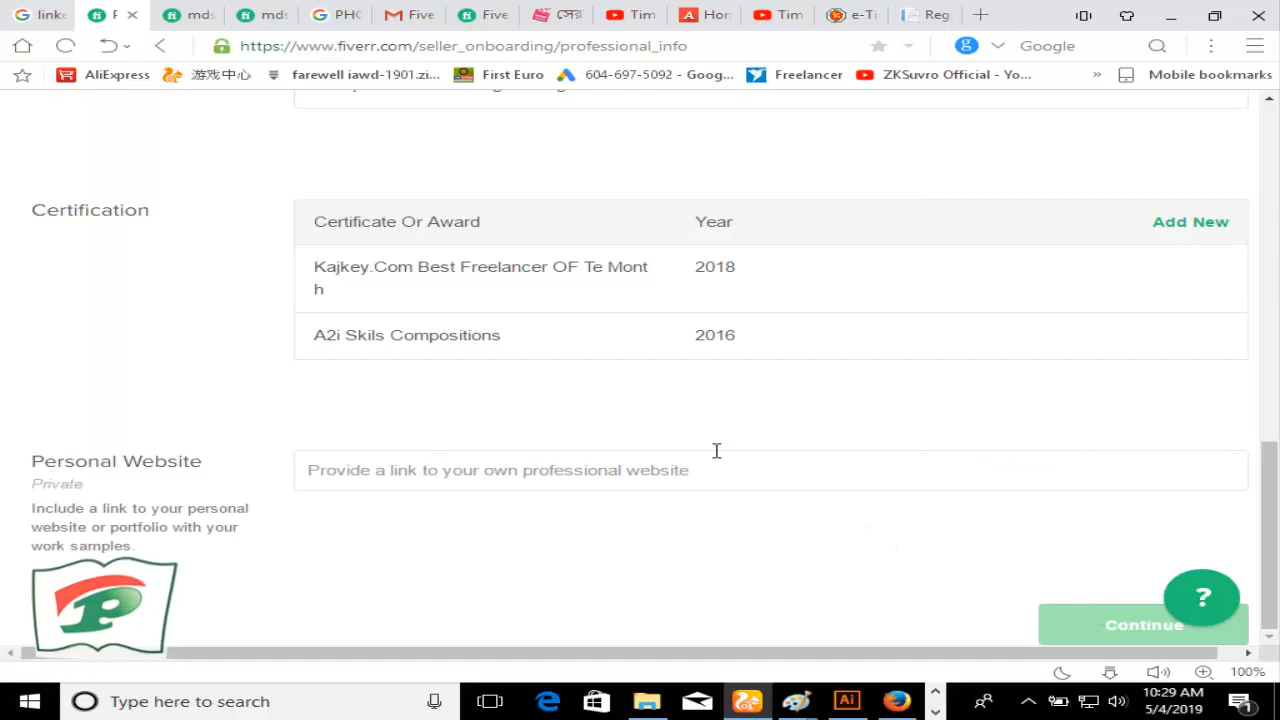 linke
F
mds
mds
PHO
Five
Five
সের
Tim
Hon
Tim
e-Ti
Reg
https://www.fiverr.com/seller_onboarding/professional_info
g
Google
AliExpress
游戏中心
farewell iawd-1901.zi...
First Euro
604-697-5092 - Goog...
Freelancer
ZKSuvro Official - Yo...
»
Mobile bookmarks
Certification
Certificate Or Award
Year
Add New
Kajkey.Com Best Freelancer OF Te Mont
h
2018
A2i Skils Compositions
2016
Personal Website
Private
Include a link to your personal
website or portfolio with your
work samples.
Provide a link to your own professional website
P
?
Continue
100%
Type here to search
Ai
10:29 AM
5/4/2019
1